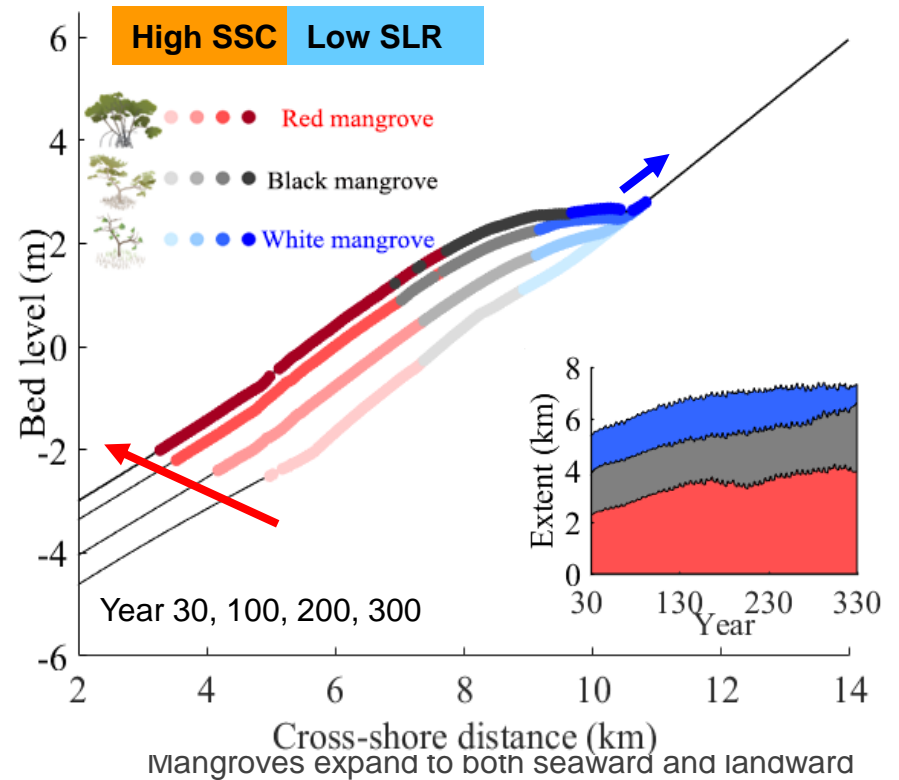 High SSC Low SLR
Red mangrove
Black mangrove
White mangrove
Bed level (m)
6
4
2
0
-2
-4
-6
Year 30, 100, 200, 300
Extent (km)
8
6
4
2
0
30 130 230 330
Year
2 4 6 8 10 12 14
Cross-shore distance (km)
Mangroves expand to both seaward and landward